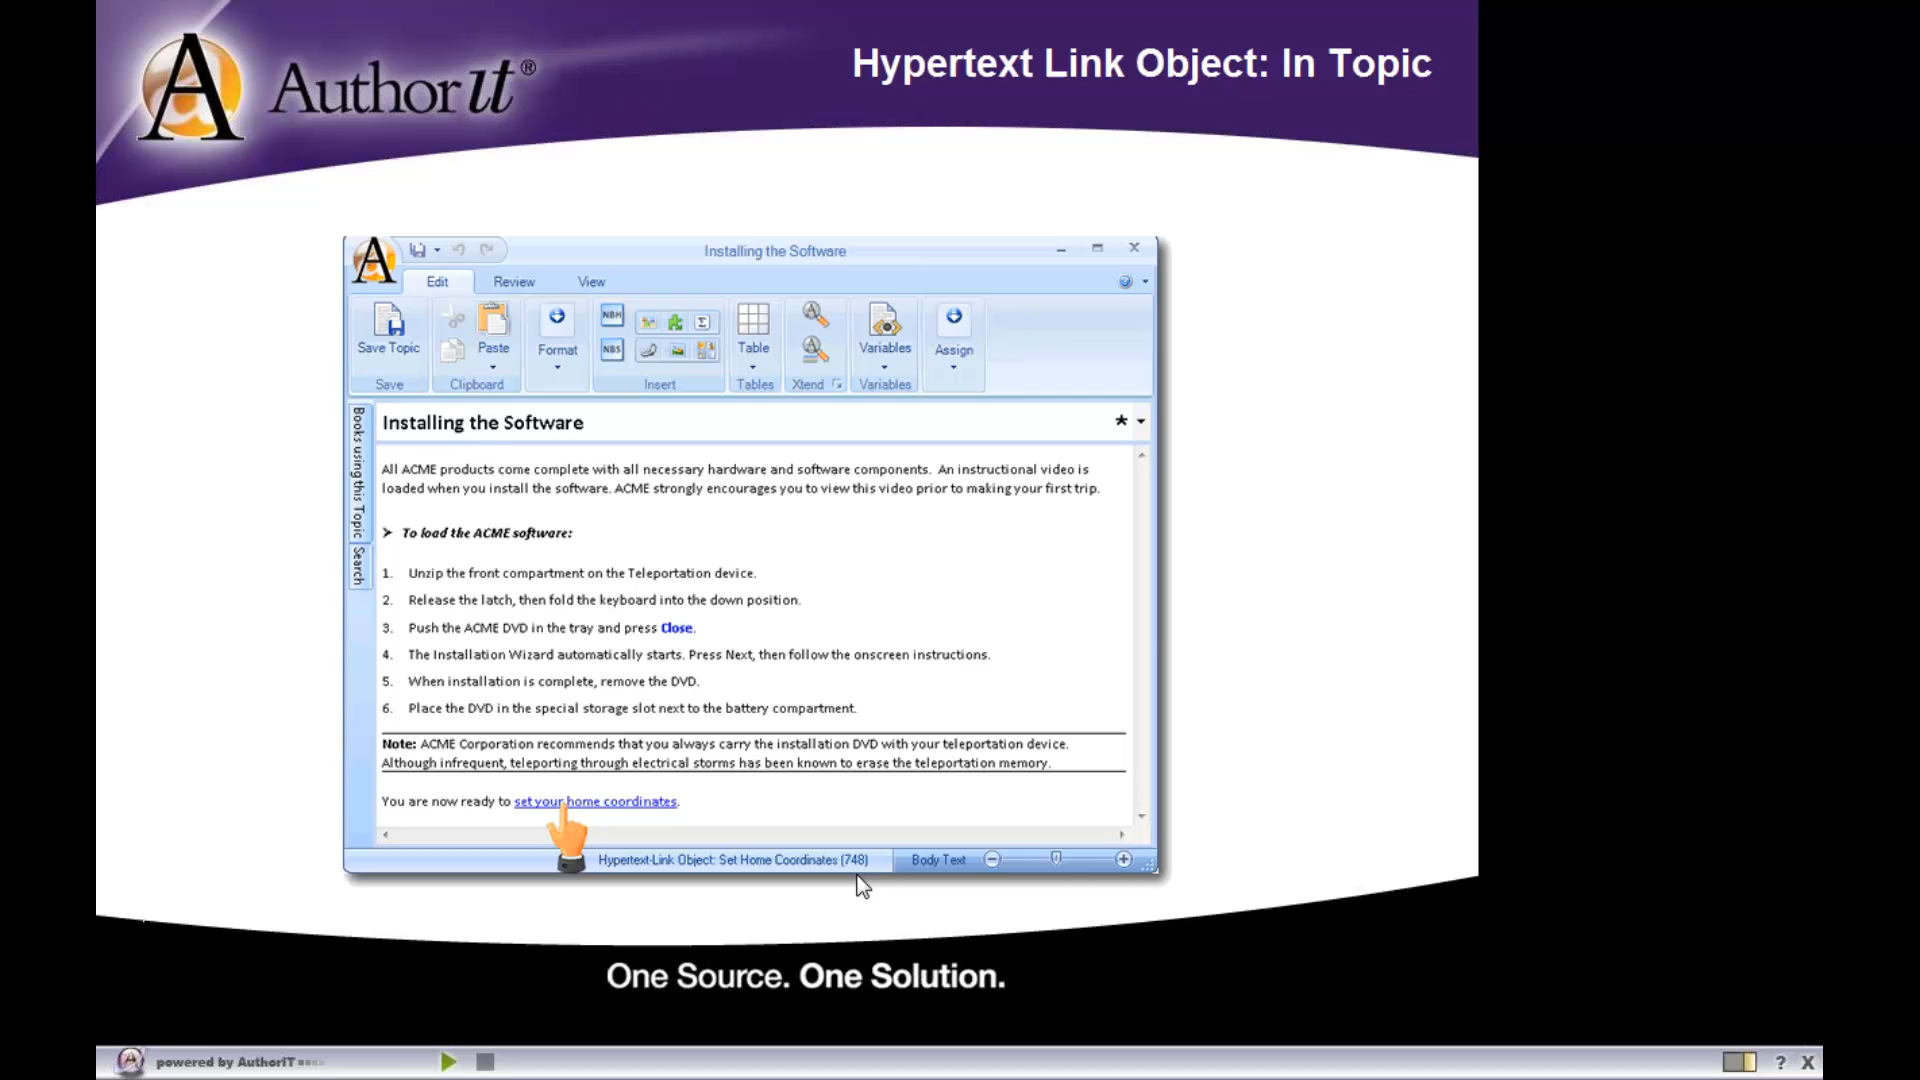 Authorit®
Hypertext Link Object: In Topic
Installing the Software
Edit
Review
View
NBH
NBS
Σ
Save Topic
Paste
Format
Table
Variables
Assign
Save
Clipboard
Insert
Tables
Xtend
Variables
Books using this Topic
Search
Installing the Software
All ACME products come complete with all necessary hardware and software components. An instructional video is
loaded when you install the software. ACME strongly encourages you to view this video prior to making your first trip.
➤ To load the ACME software:
1. Unzip the front compartment on the Teleportation device.
2. Release the latch, then fold the keyboard into the down position.
3. Push the ACME DVD in the tray and press Close.
4. The Installation Wizard automatically starts. Press Next, then follow the onscreen instructions.
5. When installation is complete, remove the DVD.
6. Place the DVD in the special storage slot next to the battery compartment.
Note: ACME Corporation recommends that you always carry the installation DVD with your teleportation device.
Although infrequent, teleporting through electrical storms has been known to erase the teleportation memory.
You are now ready to set your home coordinates.
Hypertext-Link Object: Set Home Coordinates (748)
Body Text
One Source. One Solution.
powered by AuthorIT
? X